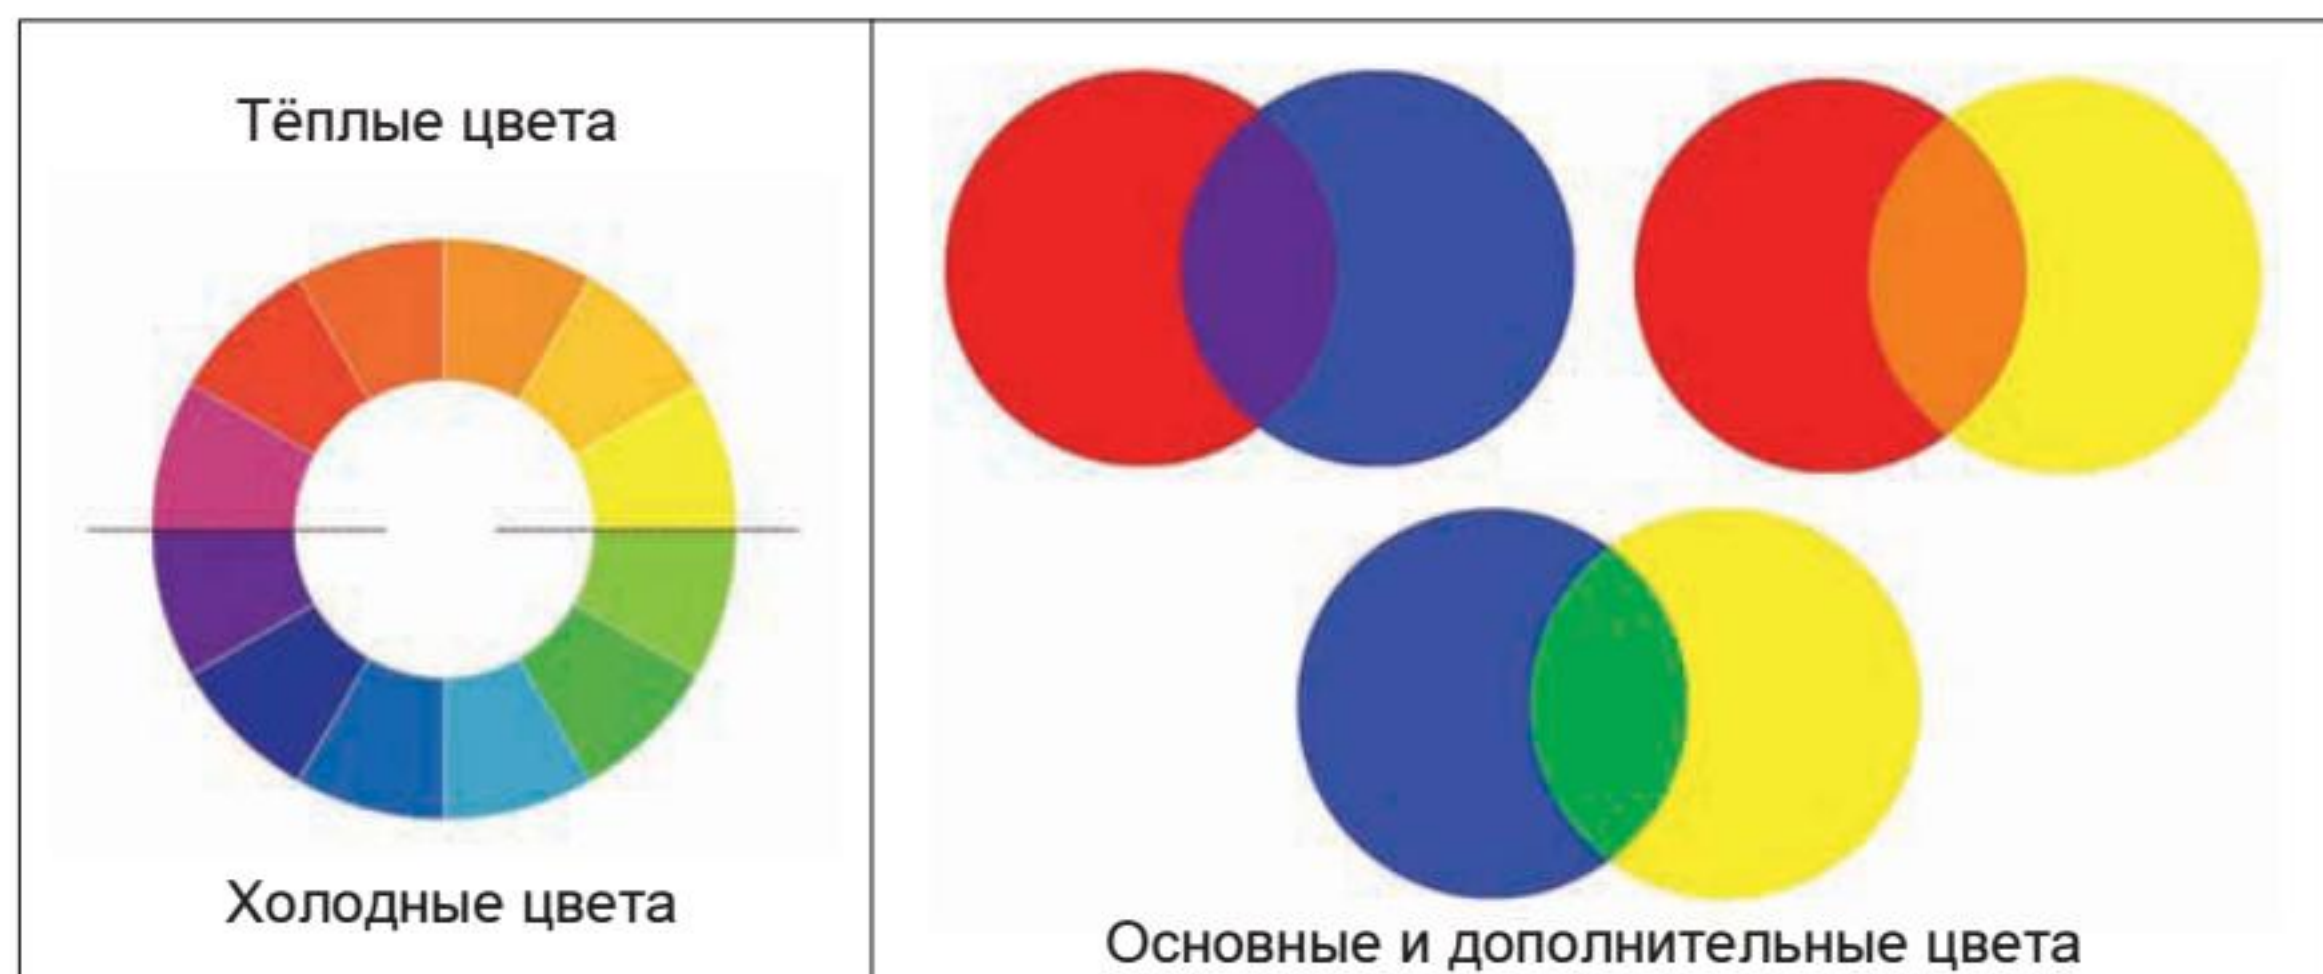 Тёплые цвета
Холодные цвета
Основные и дополнительные цвета